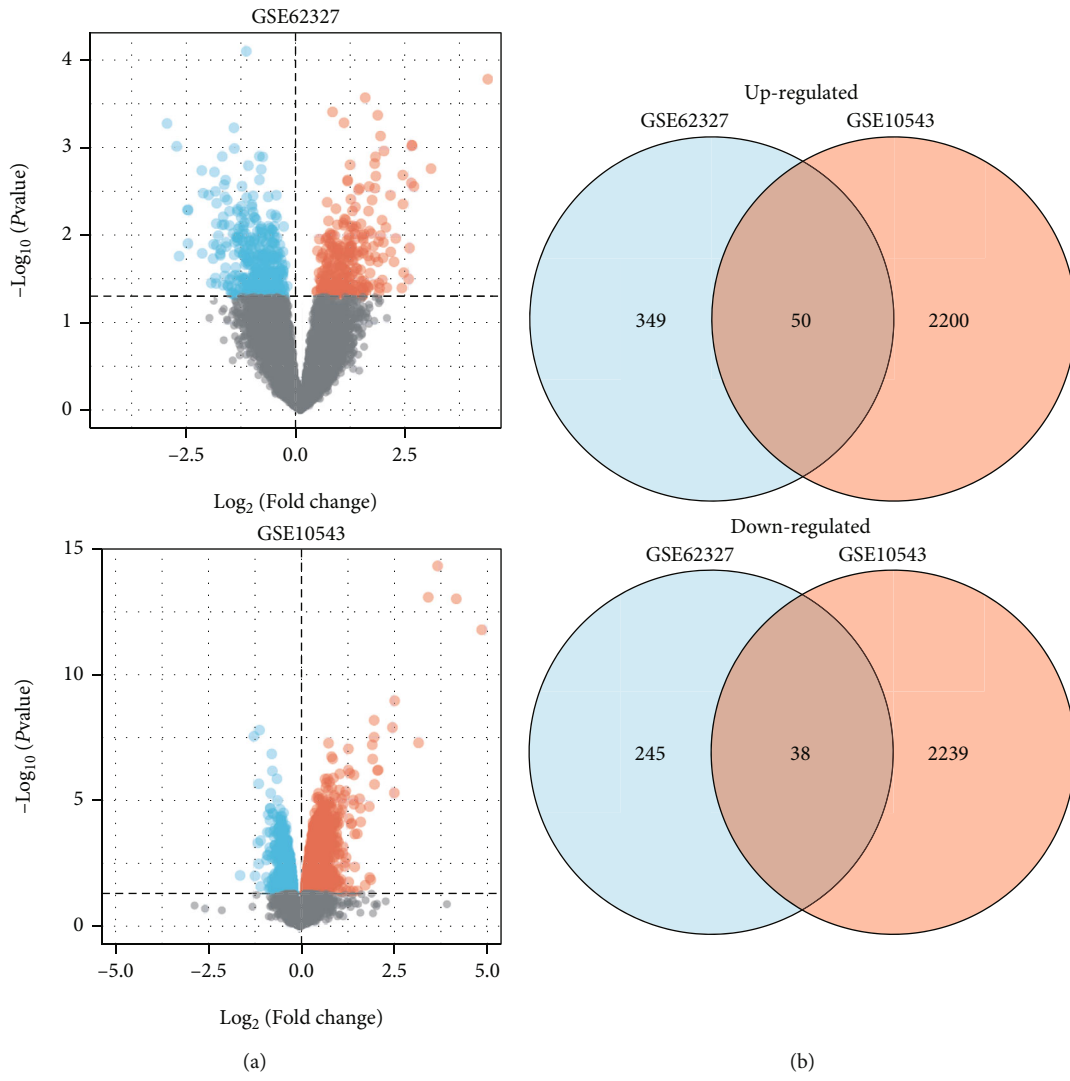 GSE62327
4
3
2
1
0
−Log10 (Pvalue)
−2.5 0.0 2.5
Log2 (Fold change)
GSE10543
15
10
5
0
−Log10 (Pvalue)
−5.0 −2.5 0.0 2.5 5.0
Log2 (Fold change)
(a)
Up-regulated
GSE62327 GSE10543
349 50 2200
Down-regulated
GSE62327 GSE10543
245 38 2239
(b)